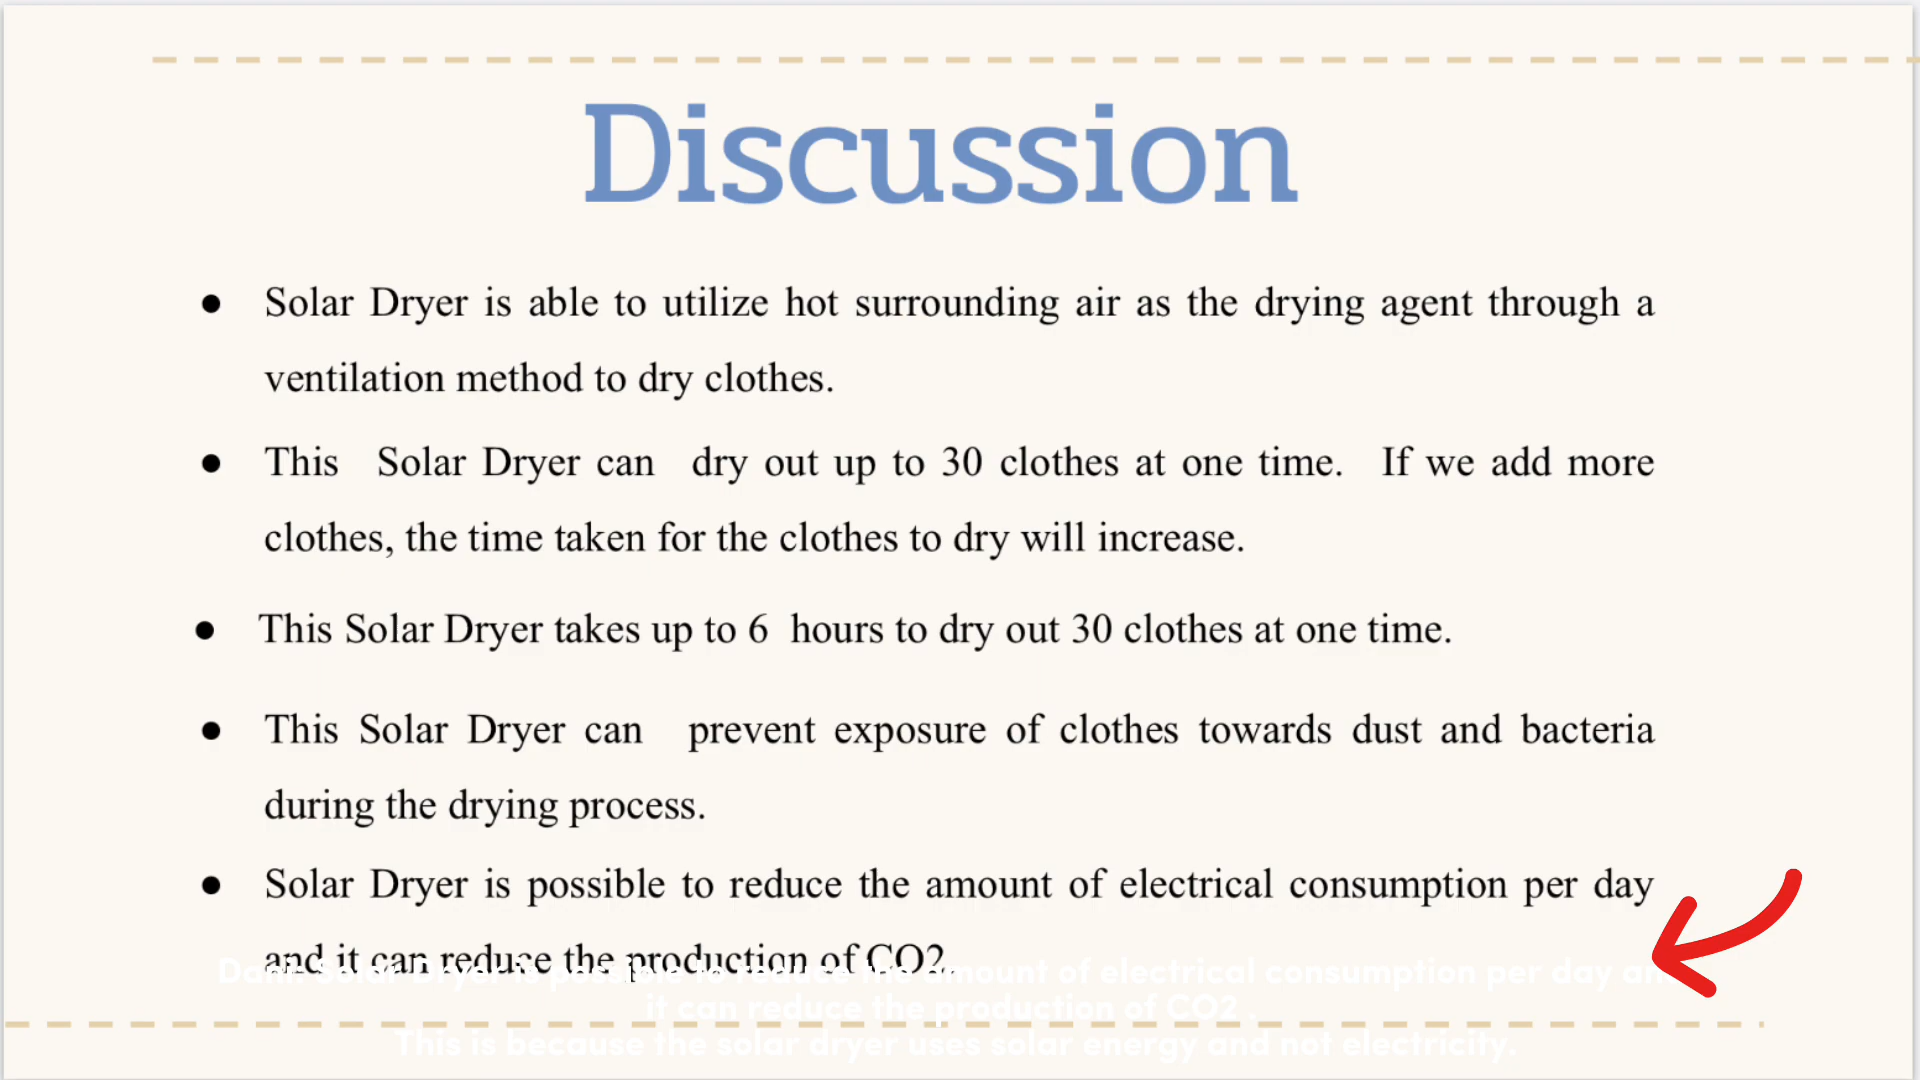 Discussion
● Solar Dryer is able to utilize hot surrounding air as the drying agent through a
ventilation method to dry clothes.
● This Solar Dryer can dry out up to 30 clothes at one time. If we add more
clothes, the time taken for the clothes to dry will increase.
● This Solar Dryer takes up to 6 hours to dry out 30 clothes at one time.
● This Solar Dryer can prevent exposure of clothes towards dust and bacteria
during the drying process.
● Solar Dryer is possible to reduce the amount of electrical consumption per day
and it can reduce the production of CO2.
Solar Dryer is possible to reduce the amount of electrical consumption per day
it can reduce the production of CO2 .
This is because the solar dryer uses solar energy and not electricity.